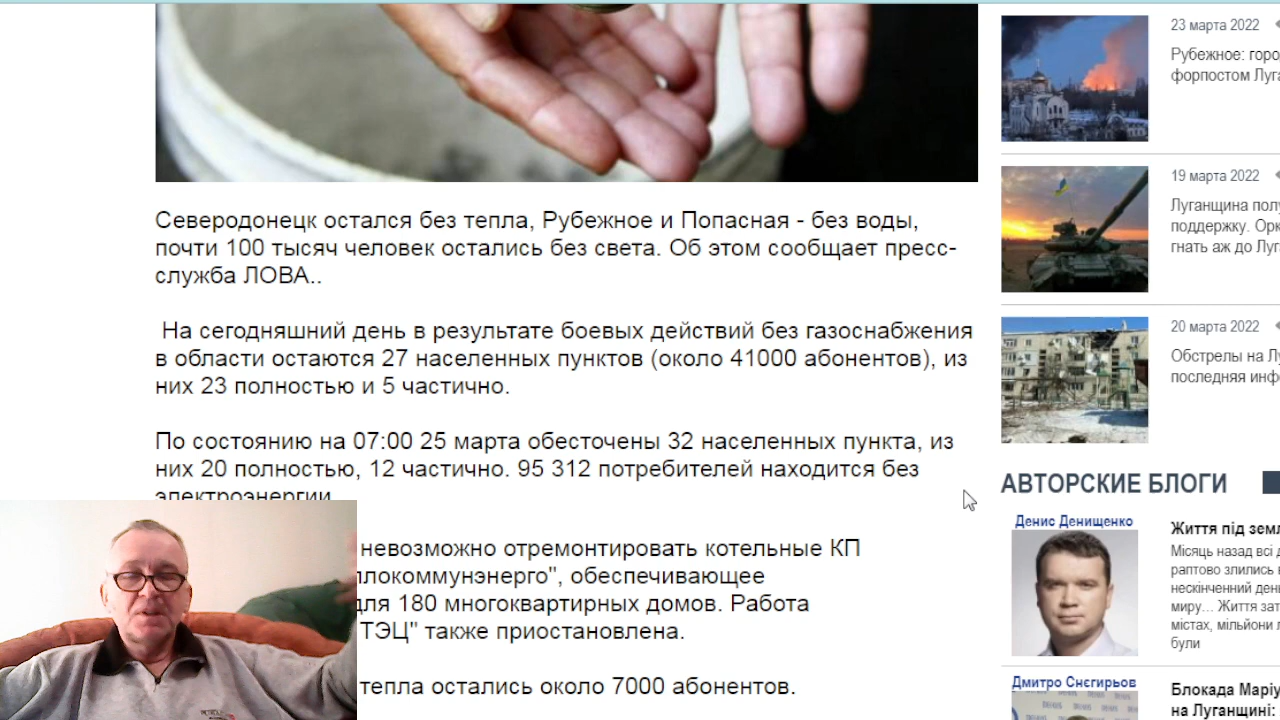 Северодонецк остался без тепла, Рубежное и Попасная - без воды,
почти 100 тысяч человек остались без света. Об этом сообщает пресс-
служба ЛОВА..
На сегодняшний день в результате боевых действий без газоснабжения
в области остаются 27 населенных пунктов (около 41000 абонентов), из
них 23 полностью и 5 частично.
По состоянию на 07:00 25 марта обесточены 32 населенных пункта, из
них 20 полностью, 12 частично. 95 312 потребителей находится без
электроэнергии
невозможно отремонтировать котельные КП
плокоммунэнерго", обеспечивающее
для 180 многоквартирных домов. Работа
ТЭЦ" также приостановлена.
тепла остались около 7000 абонентов.
23 марта 2022
Рубежное: горо
форпостом Луга
19 марта 2022
Луганщина полу
поддержку. Орк
гнать аж до Луг
20 марта 2022
Обстрелы на Лу
последняя инф
АВТОРСКИЕ БЛОГИ
Денис Денищенко
Життя під зем
Місяць назад всі д
раптово злились в
нескінченний день
миру... Життя зат
містах, мільйони л
були
Дмитро Снєгирьов
Блокада Маріу
на Луганщині: